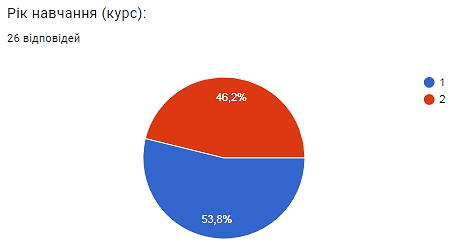 Рік навчання (курс):
26 відповідей
46,2%
53,8%
1
2